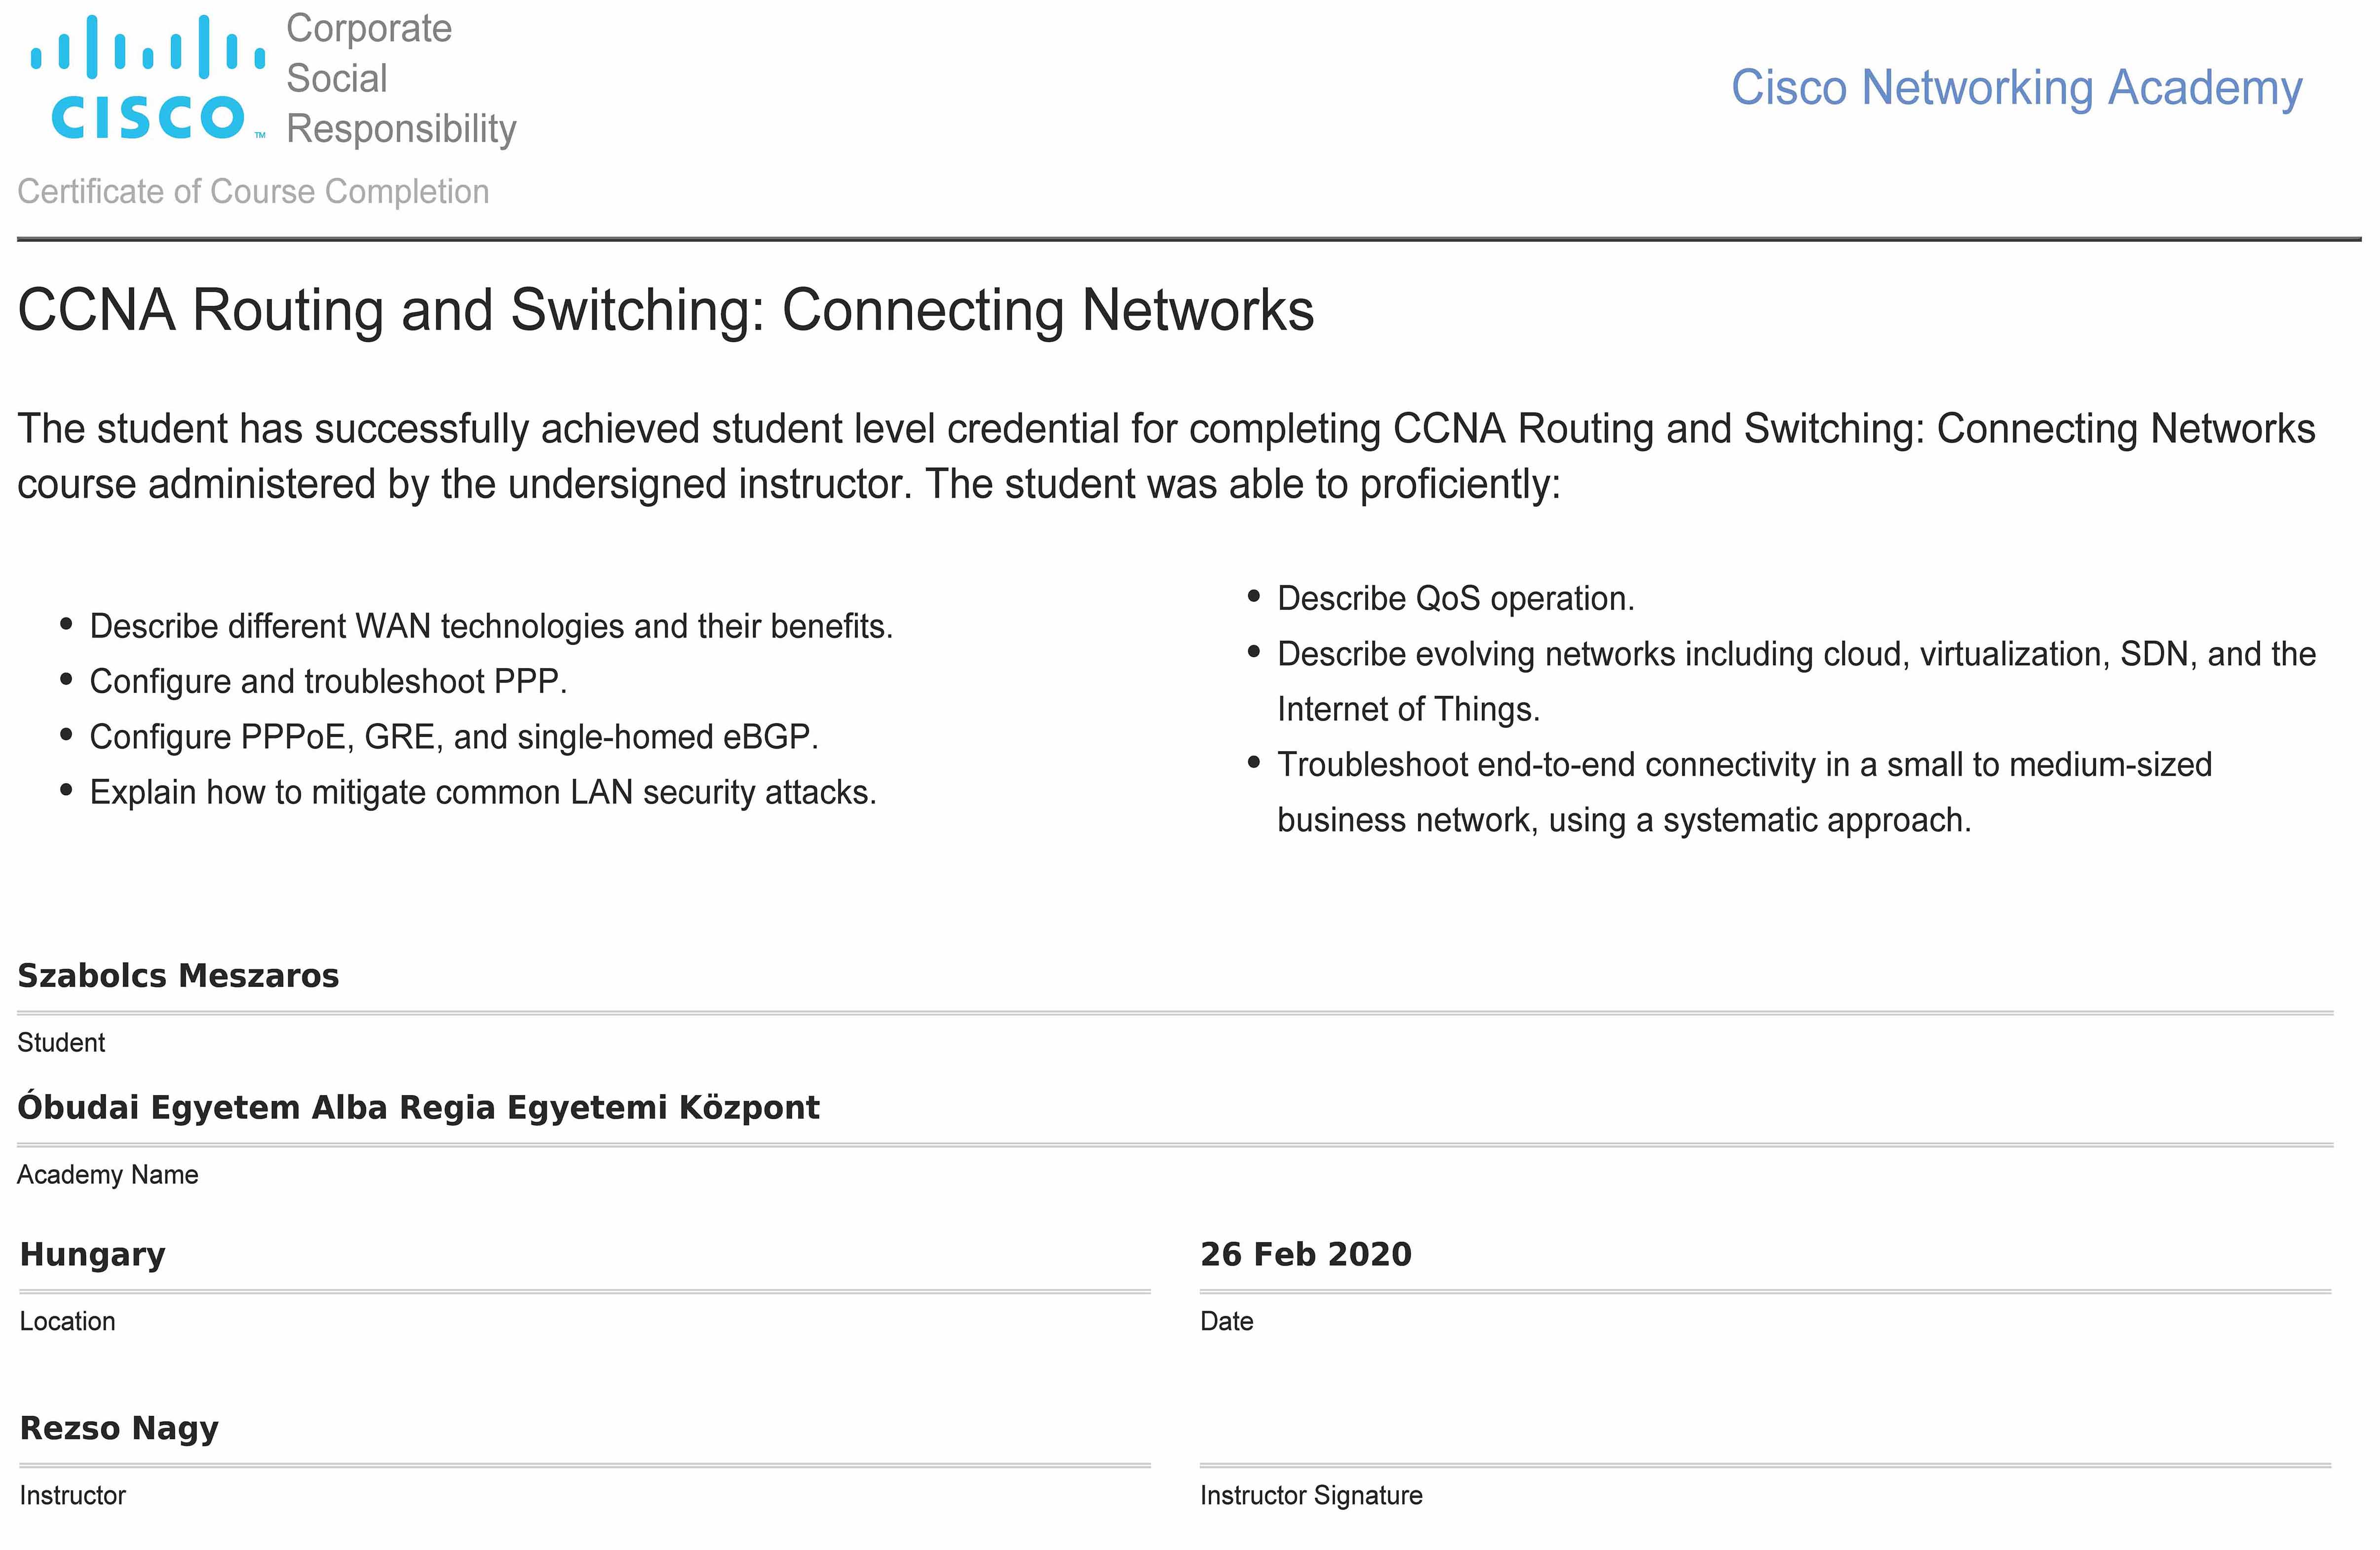 Corporate
Social
Responsibility
CISCO™
Cisco Networking Academy
Certificate of Course Completion
CCNA Routing and Switching: Connecting Networks
The student has successfully achieved student level credential for completing CCNA Routing and Switching: Connecting Networks
course administered by the undersigned instructor. The student was able to proficiently:
• Describe different WAN technologies and their benefits.
• Configure and troubleshoot PPP.
• Configure PPPoE, GRE, and single-homed eBGP.
• Explain how to mitigate common LAN security attacks.
• Describe QoS operation.
• Describe evolving networks including cloud, virtualization, SDN, and the
Internet of Things.
• Troubleshoot end-to-end connectivity in a small to medium-sized
business network, using a systematic approach.
Szabolcs Meszaros
Student
Óbudai Egyetem Alba Regia Egyetemi Központ
Academy Name
Hungary
Location
26 Feb 2020
Date
Rezso Nagy
Instructor
Instructor Signature